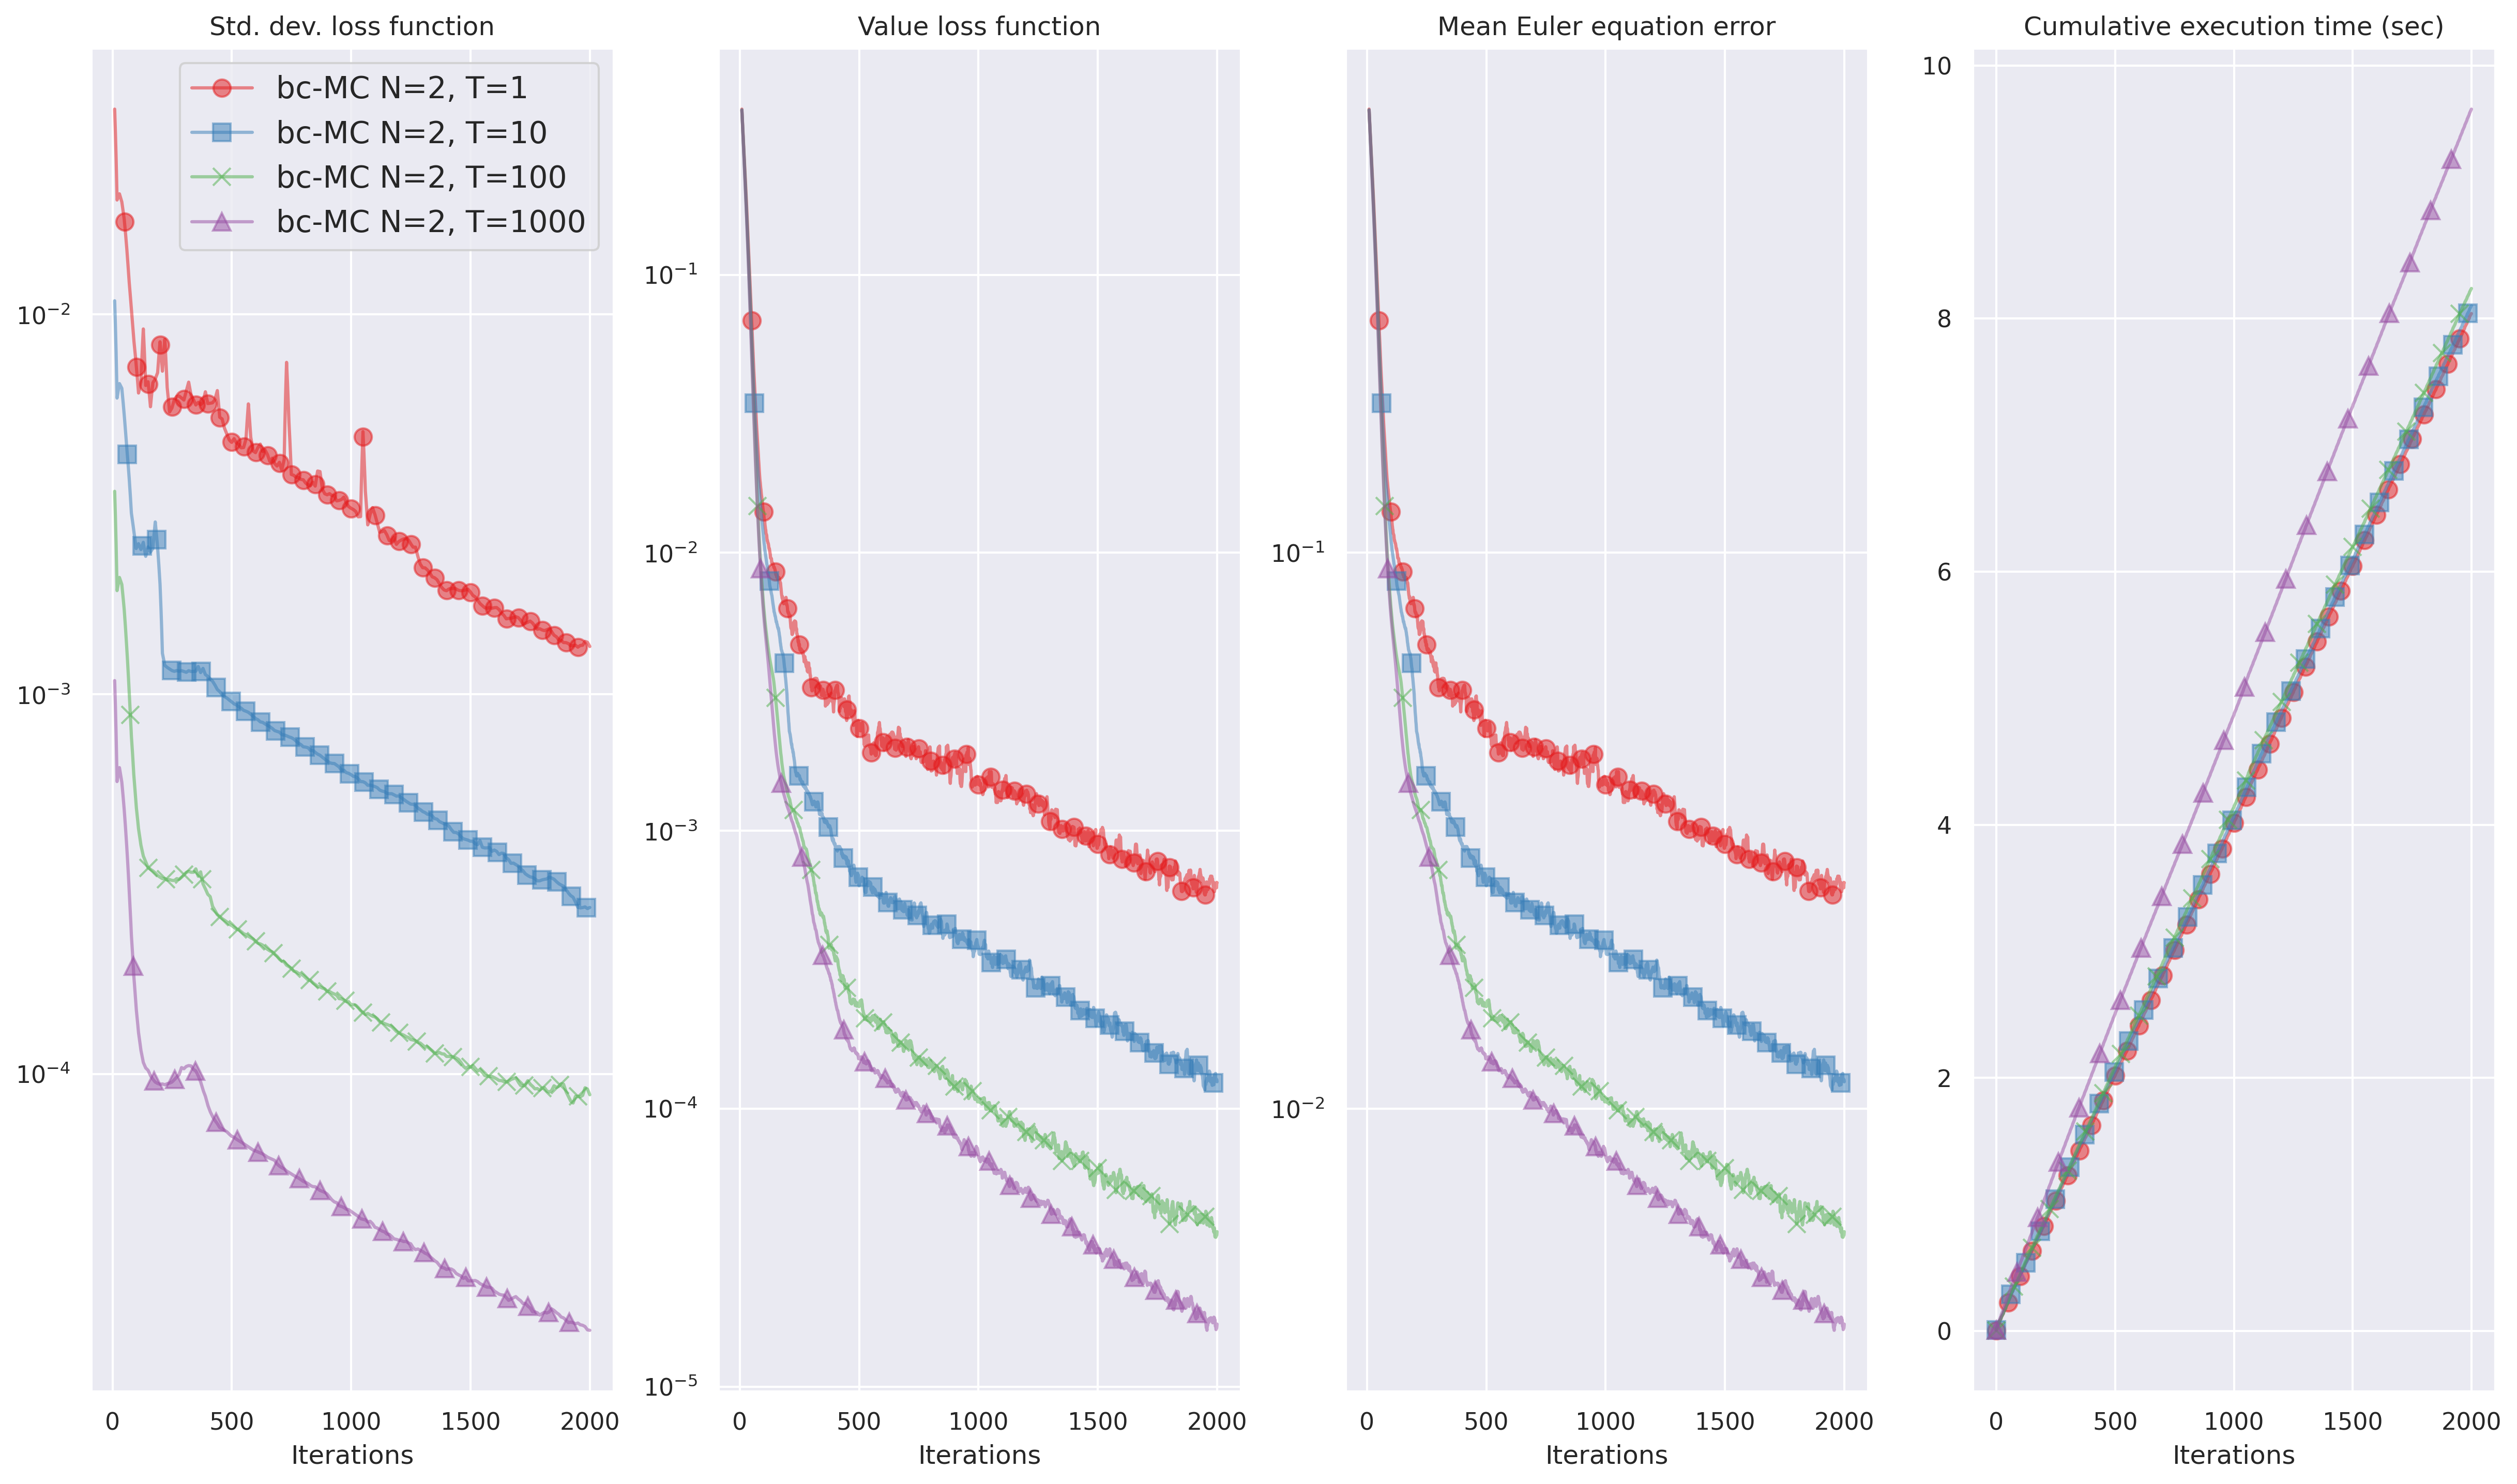 Std. dev. loss function
Value loss function
Mean Euler equation error
Cumulative execution time (sec)
bc-MC N=2, T=1
bc-MC N=2, T=10
bc-MC N=2, T=100
bc-MC N=2, T=1000
10⁻²
10⁻³
10⁻⁴
0 500 1000 1500 2000
Iterations
10⁻¹
10⁻²
10⁻³
10⁻⁴
10⁻⁵
0 500 1000 1500 2000
Iterations
10⁻¹
10⁻²
0 500 1000 1500 2000
Iterations
10
8
6
4
2
0
0 500 1000 1500 2000
Iterations